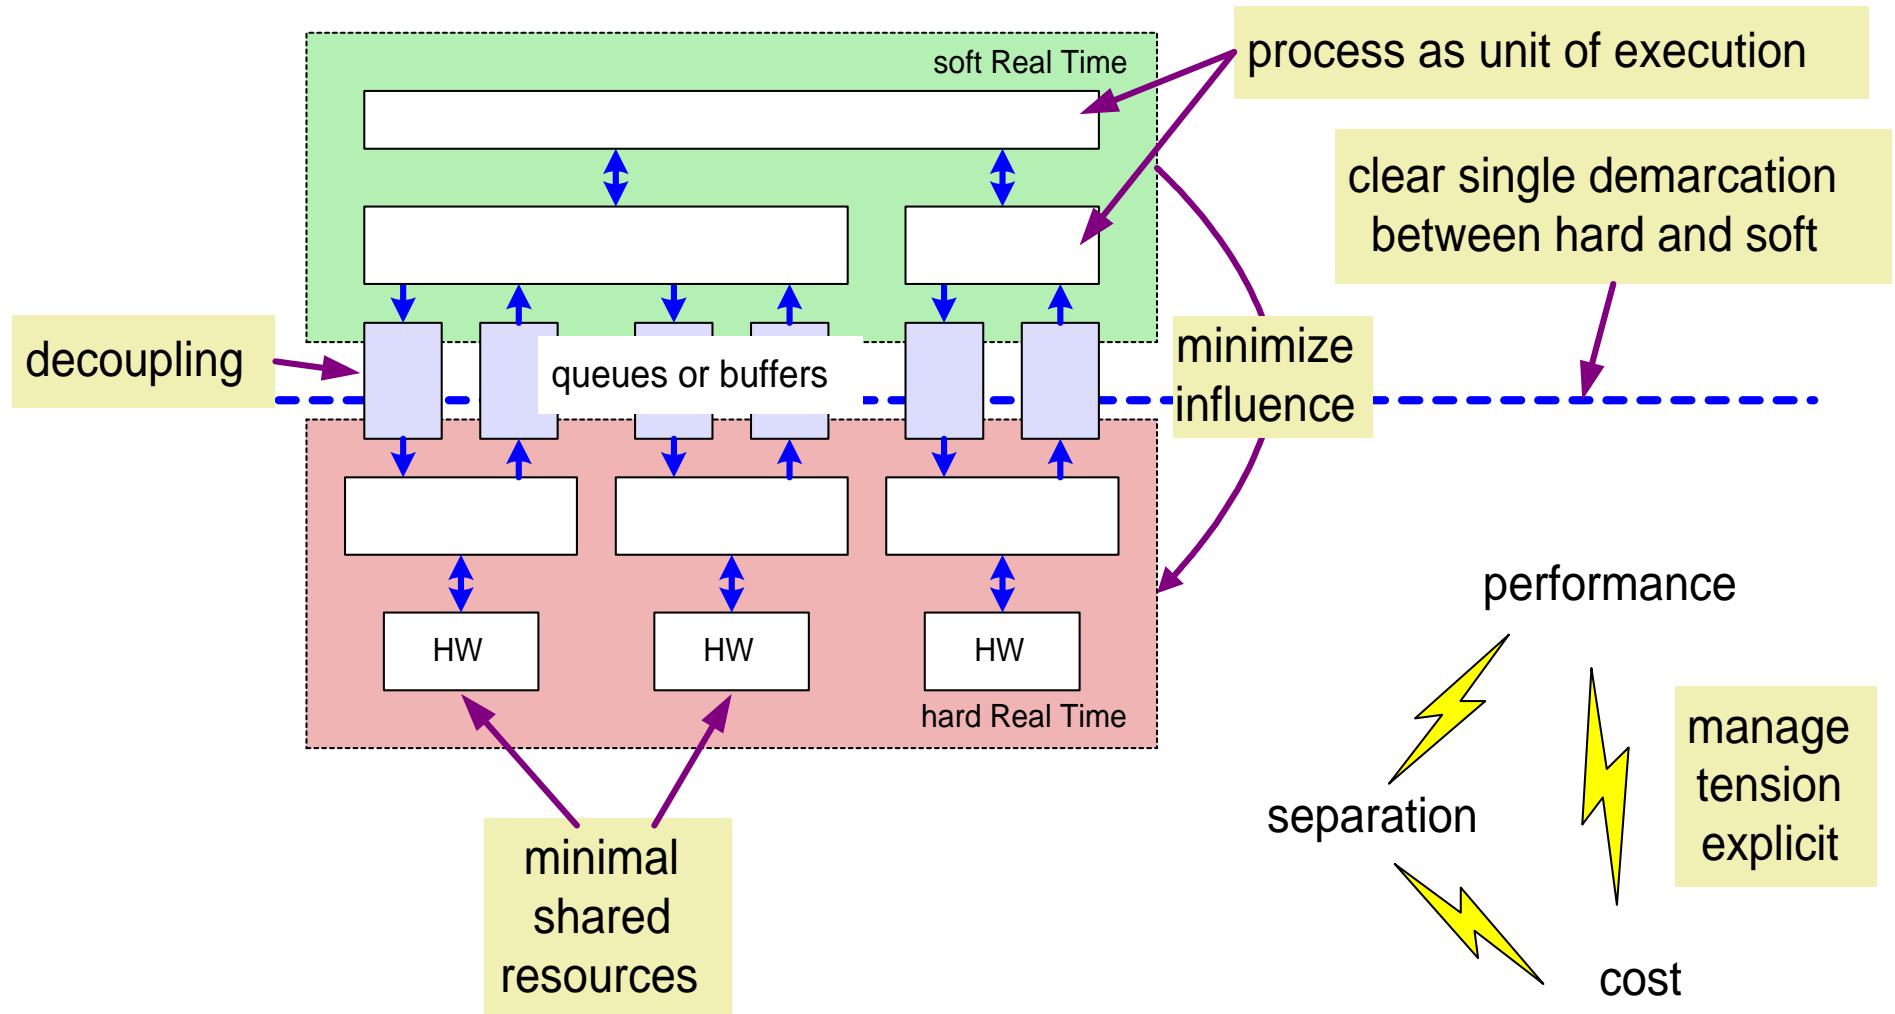 soft Real Time
process as unit of execution
clear single demarcation
between hard and soft
decoupling
queues or buffers
minimize
influence
HW
HW
HW
hard Real Time
minimal
shared
resources
performance
separation
cost
manage
tension
explicit